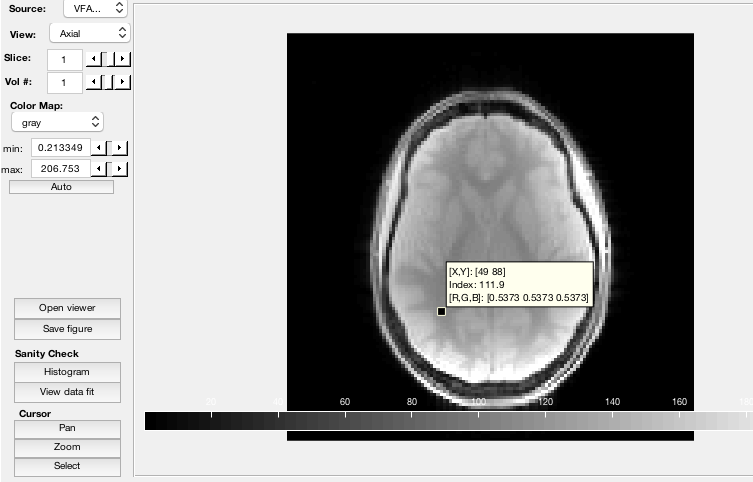 Source: VFA...
View: Axial
Slice: 1
Vol #: 1
Color Map:
gray
min: 0.213349
max: 206.753
Auto
[X,Y]: [49 88]
Index: 111.9
[R,G,B]: [0.5373 0.5373 0.5373]
Open viewer
Save figure
Sanity Check
Histogram
View data fit
20 40 60 80 100 120 140 160
Cursor
Pan
Zoom
Select